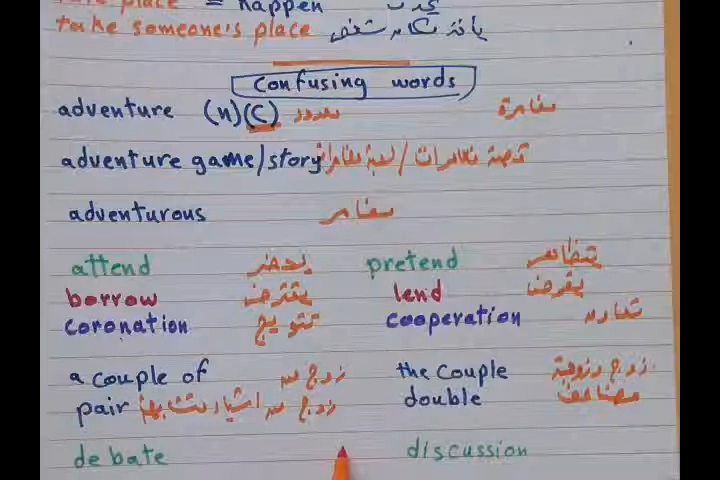 take place = happen يحدث
take someone's place يأخذ مكان شخص
Confusing words
adventure (n)(C) معدود مغامرة
adventure game/story قصة مغامرات / لعبة مغامرات
adventurous مغامر
attend يحضر pretend يتظاهر
borrow يقترض lend يقرض
coronation تتويج cooperation تعاون
a couple of زوج من the couple زوج وزوجة
pair زوج من اشياء متشابهة double مضاعف
debate discussion